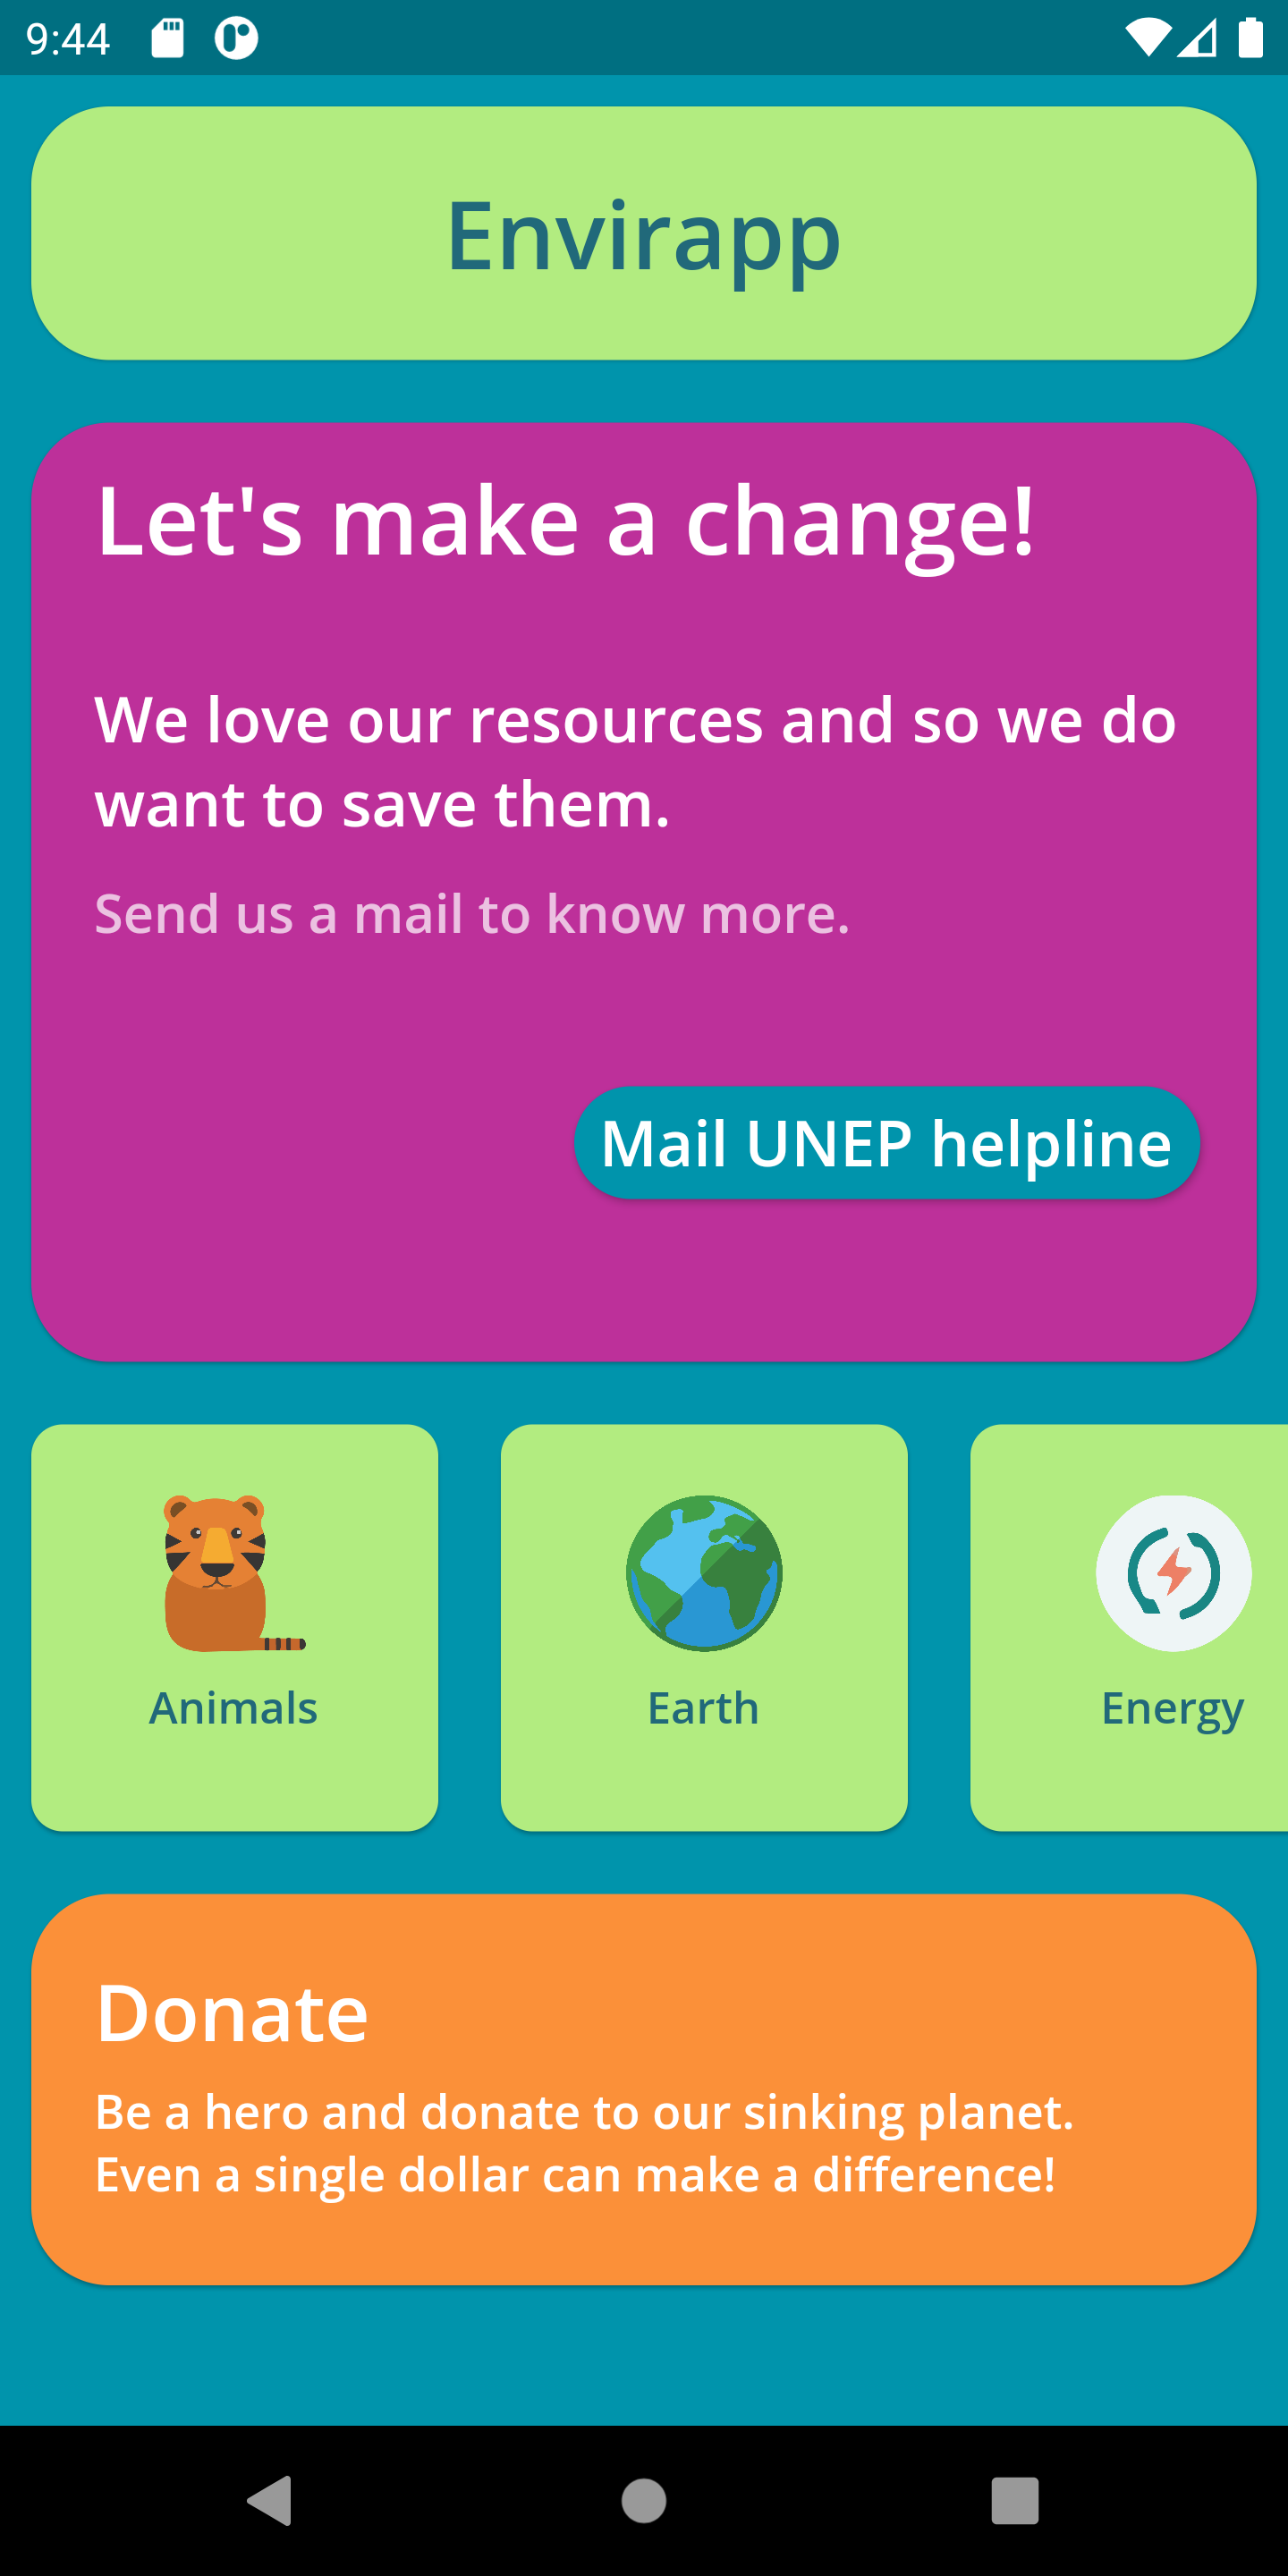 9:44
Envirapp
Let's make a change!
We love our resources and so we do
want to save them.
Send us a mail to know more.
Mail UNEP helpline
Animals
Earth
Energy
Donate
Be a hero and donate to our sinking planet.
Even a single dollar can make a difference!